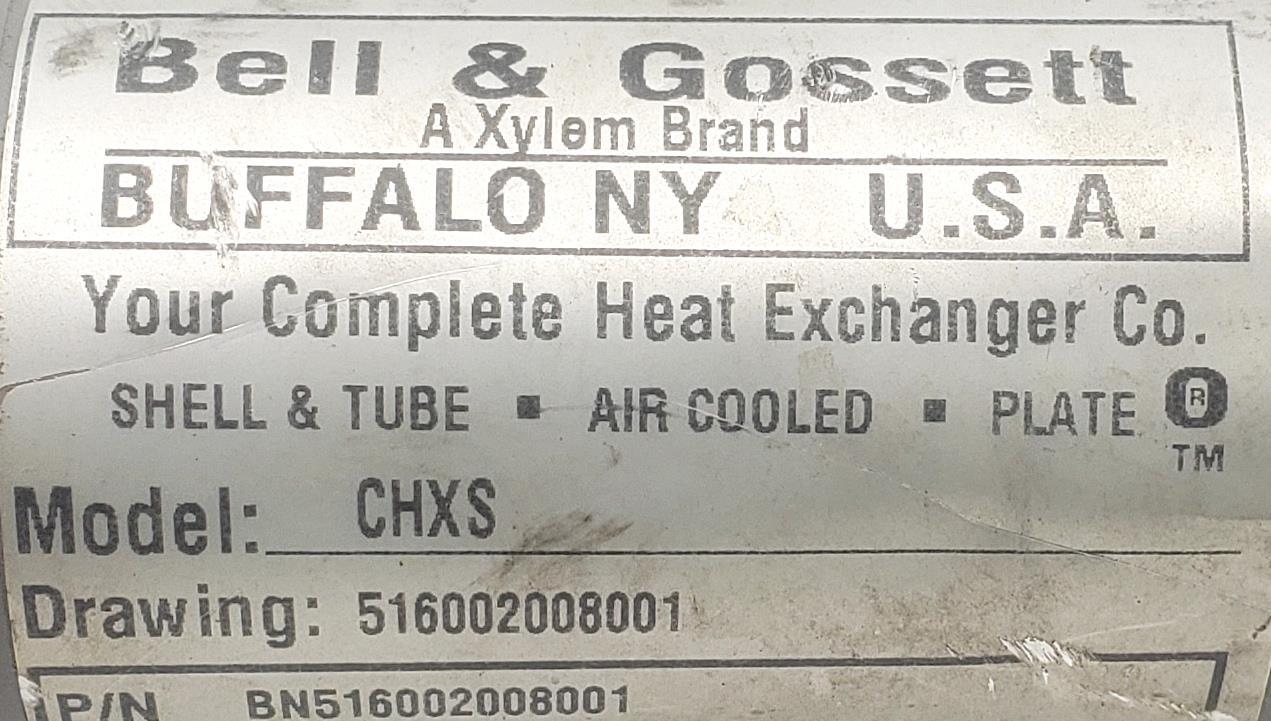 Bell & Gossett
A Xylem Brand
BUFFALO NY U.S.A.
Your Complete Heat Exchanger Co.
SHELL & TUBE ▪ AIR COOLED ▪ PLATE ®
TM
Model: CHXS
Drawing: 516002008001
P/N BN516002008001